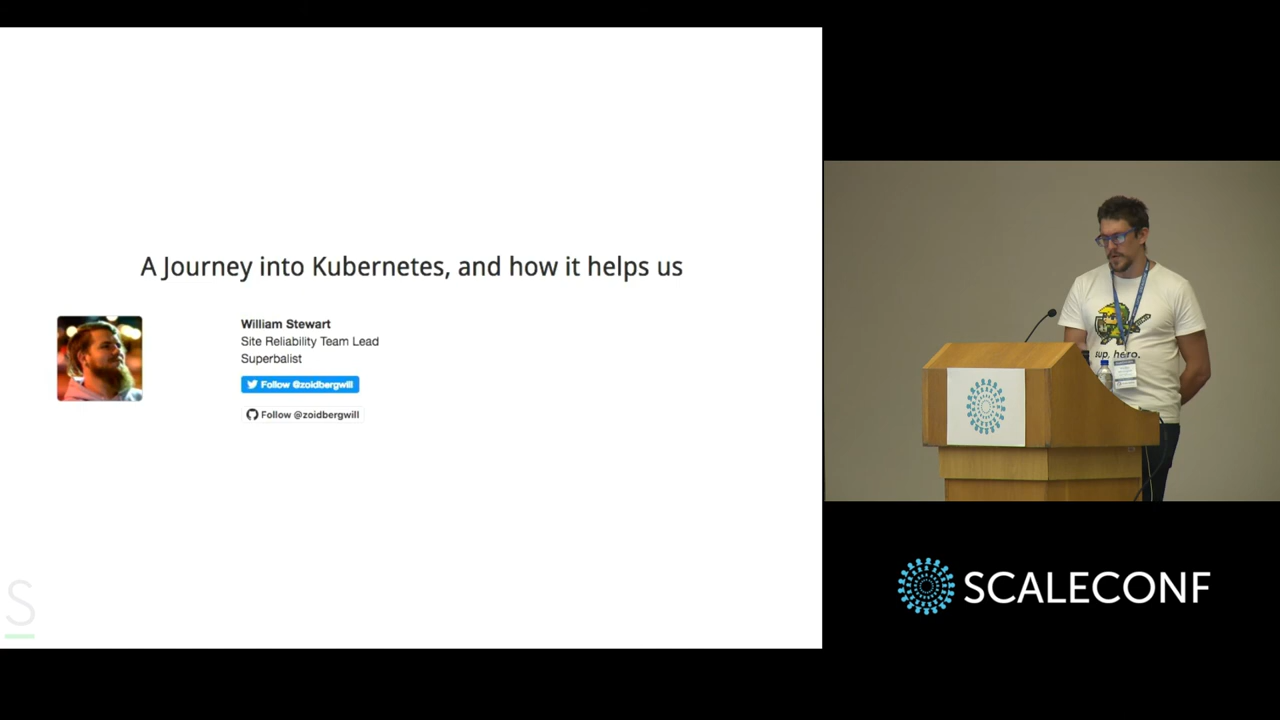 A Journey into Kubernetes, and how it helps us
William Stewart
Site Reliability Team Lead
Superbalist
Follow @zoidbergwill
Follow @zoidbergwill
S
sup, hero.
SCALECONF